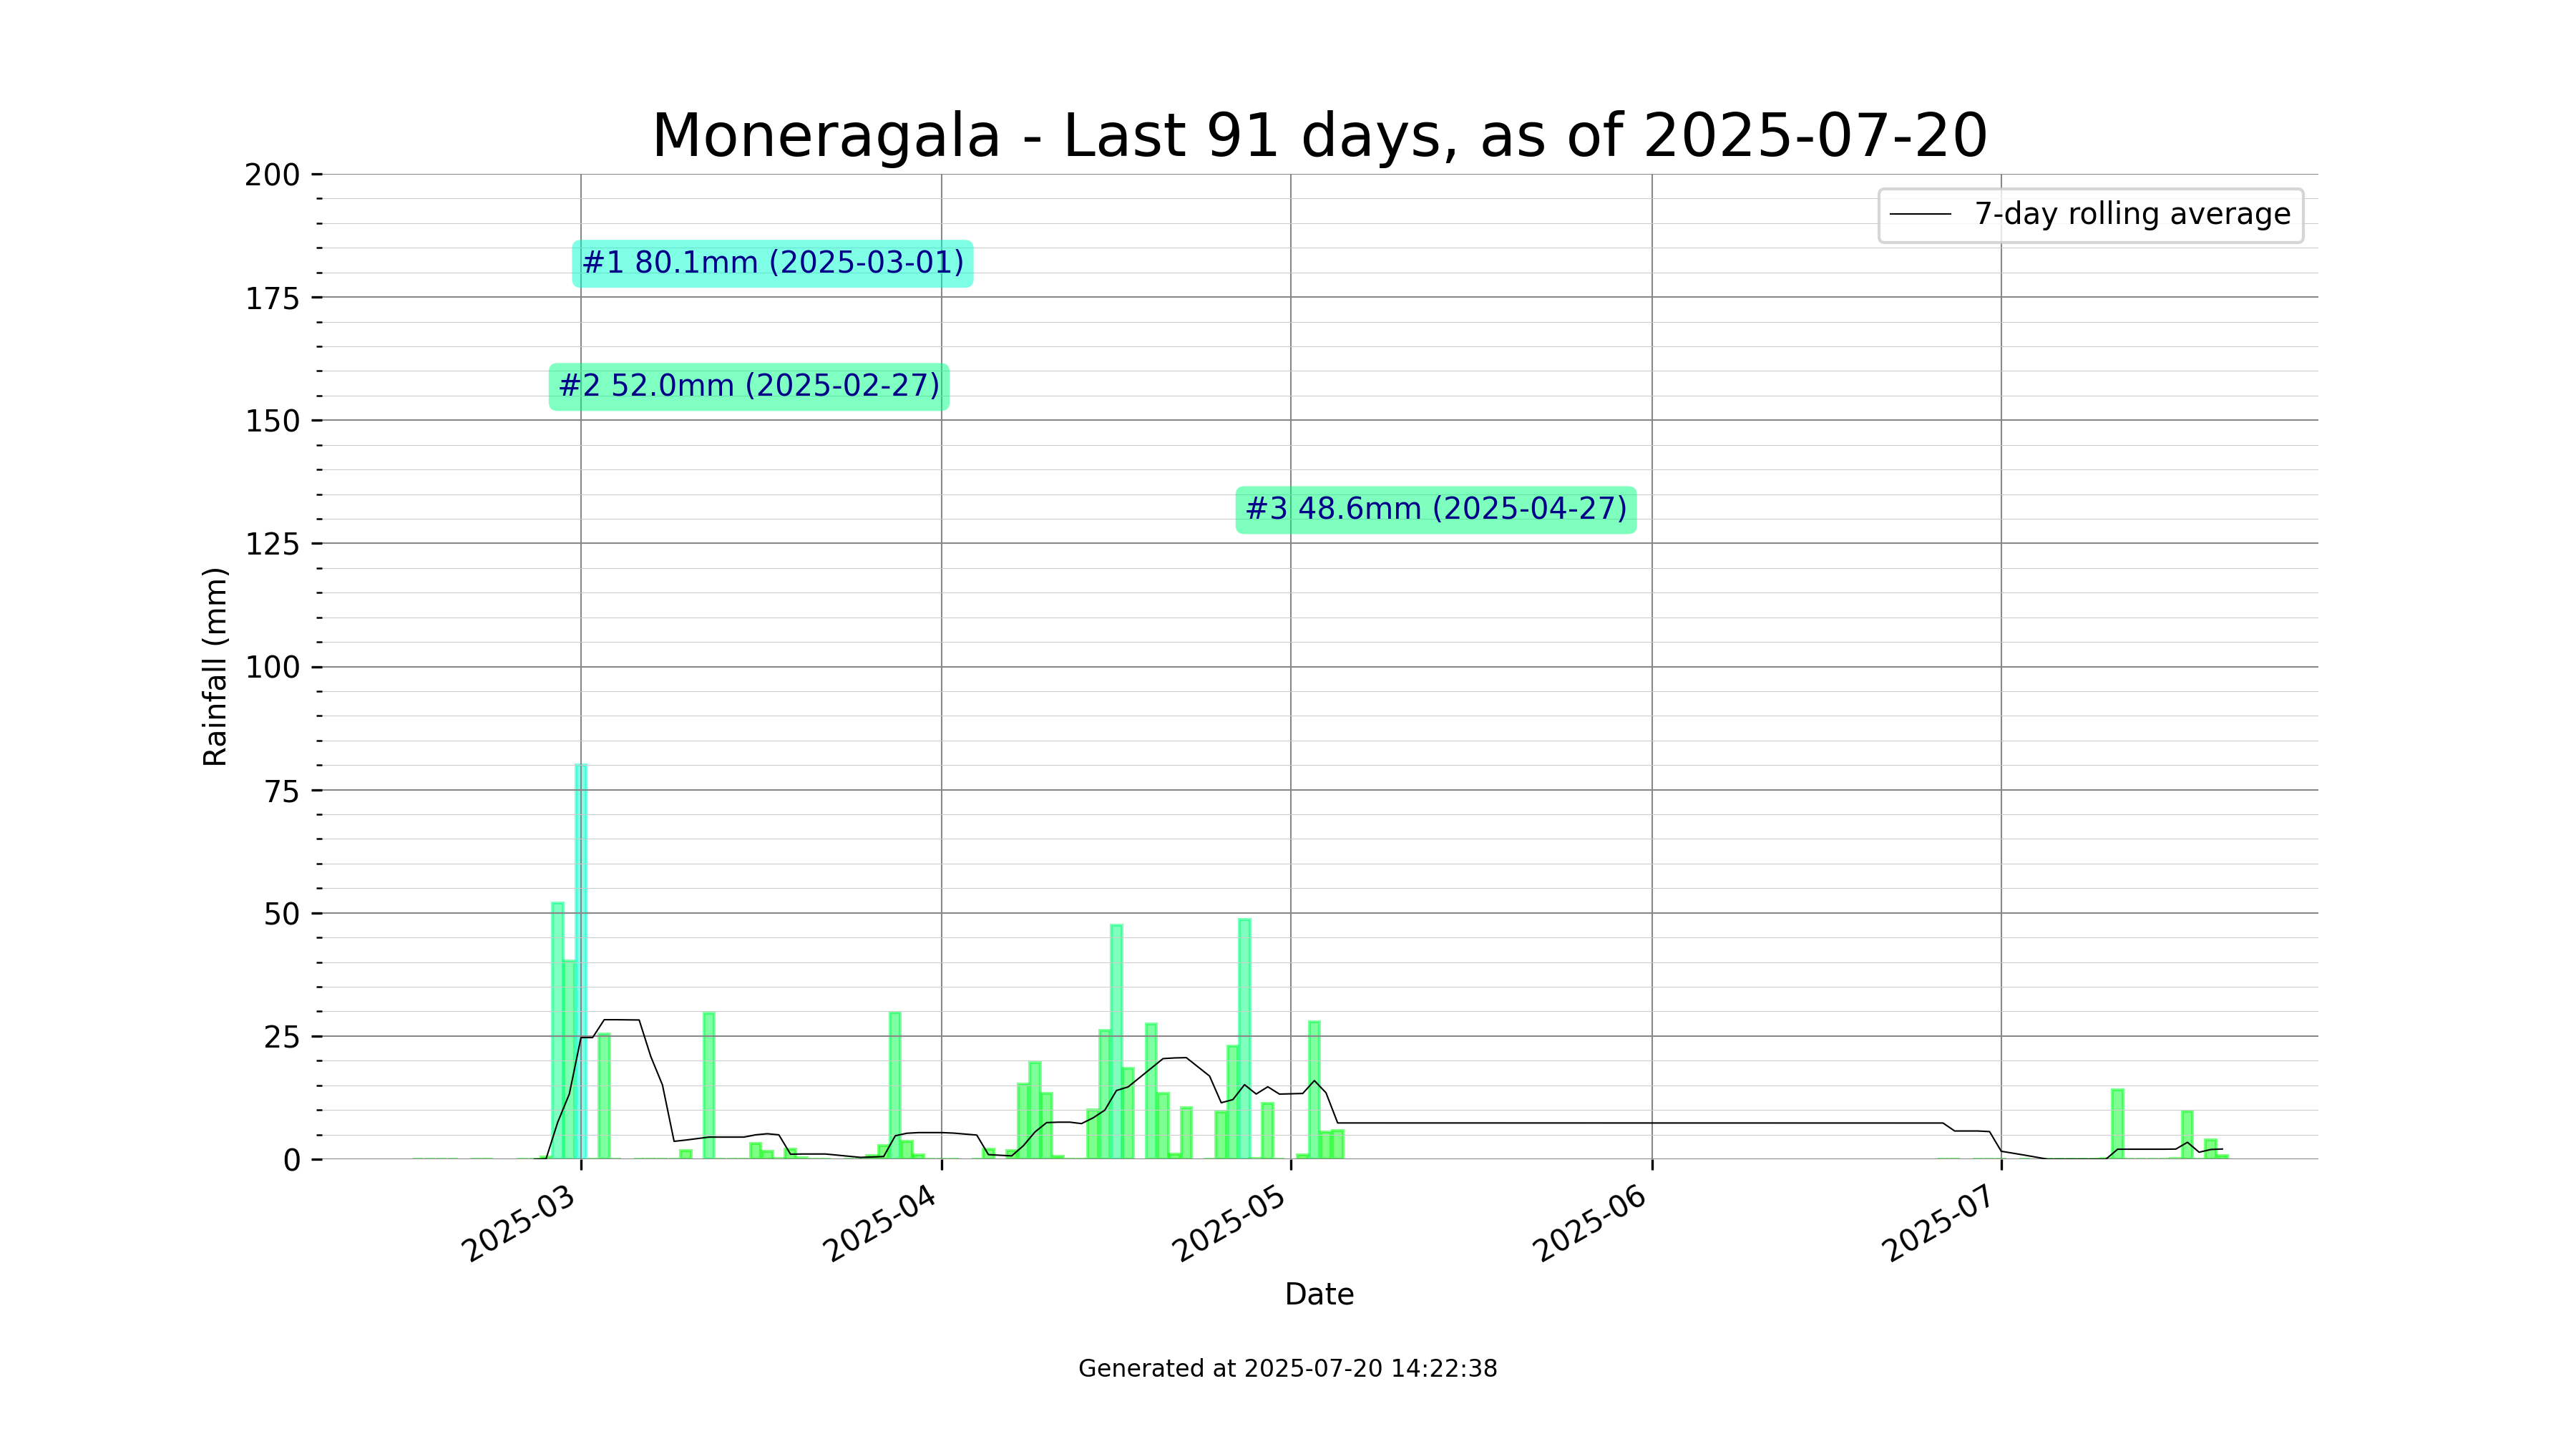 Moneragala - Last 91 days, as of 2025-07-20
200
175
150
125
100
75
50
25
0
Rainfall (mm)
7-day rolling average
#1 80.1mm (2025-03-01)
#2 52.0mm (2025-02-27)
#3 48.6mm (2025-04-27)
2025-03
2025-04
2025-05
2025-06
2025-07
Date
Generated at 2025-07-20 14:22:38